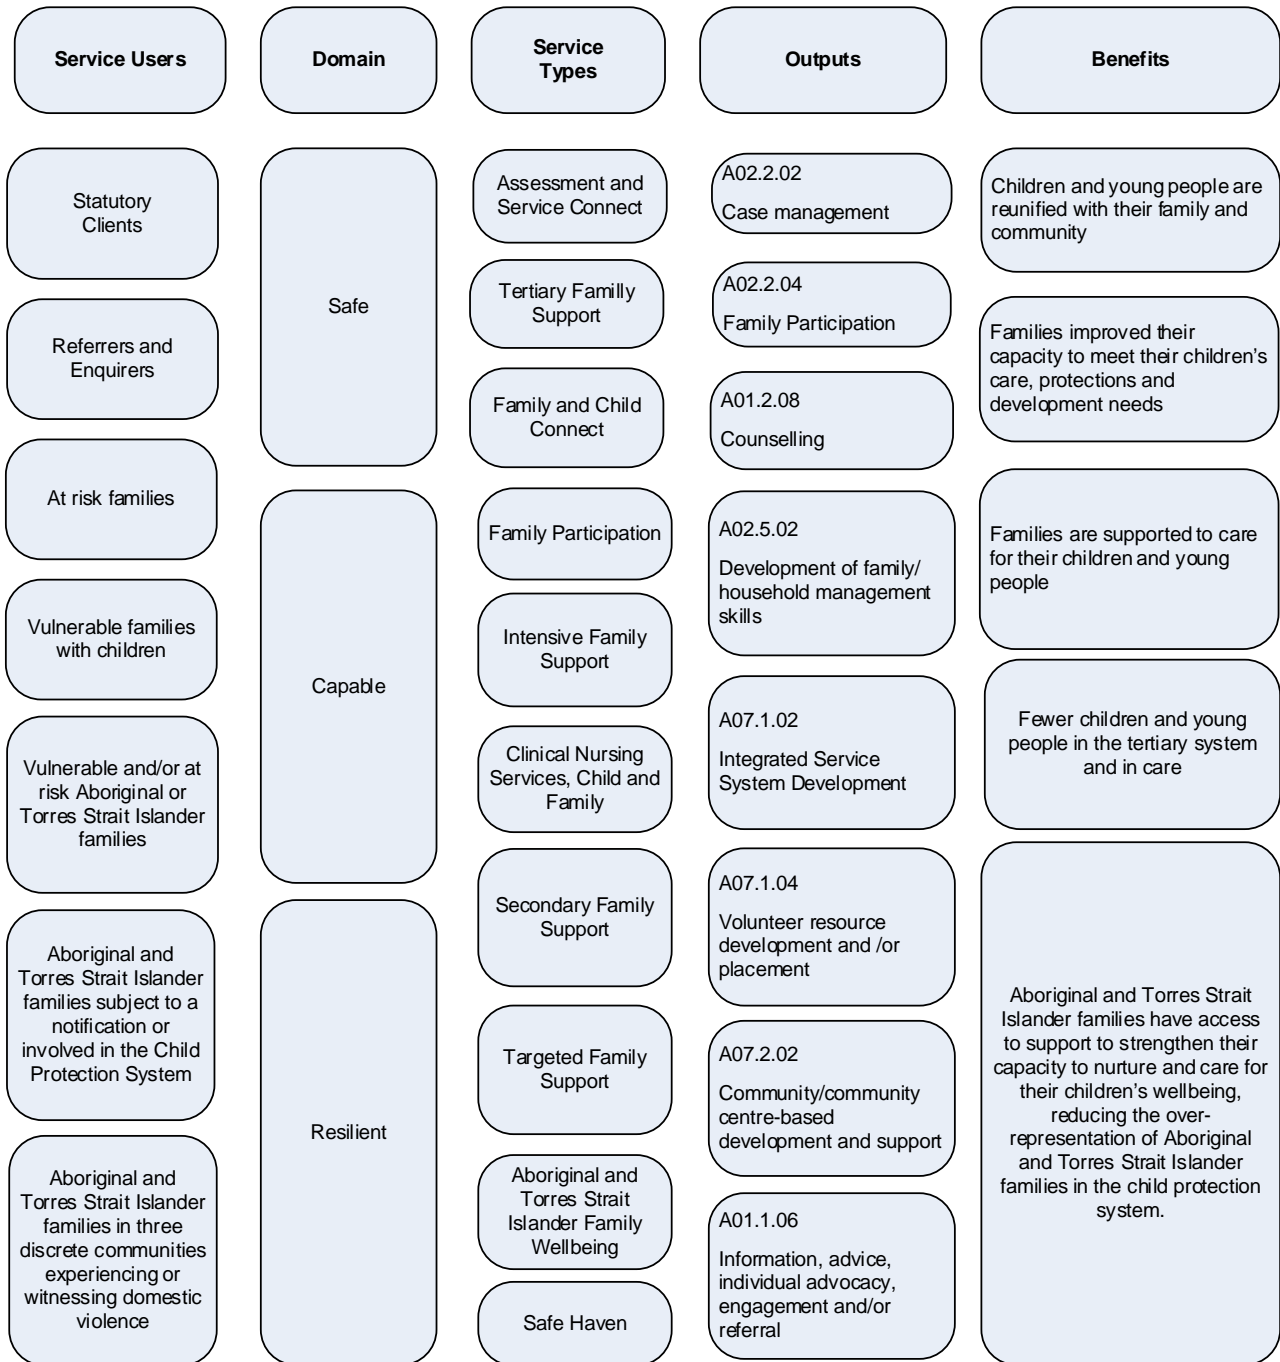 Service Users
Domain
Service
Types
Outputs
Benefits
Statutory
Clients
Referrers and
Enquirers
At risk families
Vulnerable families
with children
Vulnerable and/or at
risk Aboriginal or
Torres Strait Islander
families
Aboriginal and
Torres Strait Islander
families subject to a
notification or
involved in the Child
Protection System
Aboriginal and
Torres Strait Islander
families in three
discrete communities
experiencing or
witnessing domestic
violence
Safe
Capable
Resilient
Assessment and
Service Connect
Tertiary Familly
Support
Family and Child
Connect
Family Participation
Intensive Family
Support
Clinical Nursing
Services, Child and
Family
Secondary Family
Support
Targeted Family
Support
Aboriginal and
Torres Strait
Islander Family
Wellbeing
Safe Haven
A02.2.02
Case management
A02.2.04
Family Participation
A01.2.08
Counselling
A02.5.02
Development of family/
household management
skills
A07.1.02
Integrated Service
System Development
A07.1.04
Volunteer resource
development and /or
placement
A07.2.02
Community/community
centre-based
development and support
A01.1.06
Information, advice,
individual advocacy,
engagement and/or
referral
Children and young people are
reunified with their family and
community
Families improved their
capacity to meet their children’s
care, protections and
development needs
Families are supported to care
for their children and young
people
Fewer children and young
people in the tertiary system
and in care
Aboriginal and Torres Strait
Islander families have access
to support to strengthen their
capacity to nurture and care for
their children’s wellbeing,
reducing the over-
representation of Aboriginal
and Torres Strait Islander
families in the child protection
system.